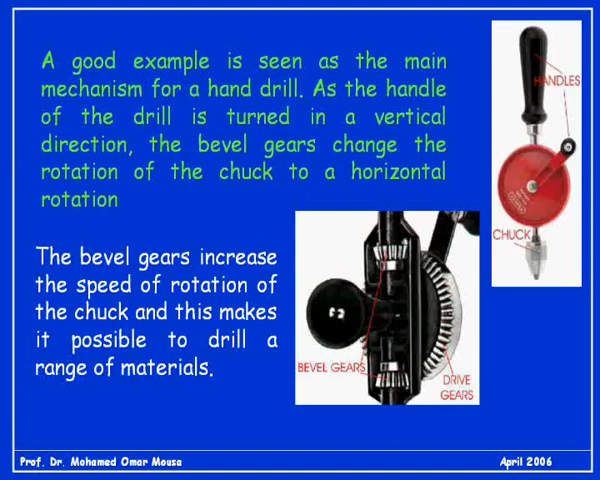 A good example is seen as the main
mechanism for a hand drill. As the handle
of the drill is turned in a vertical
direction, the bevel gears change the
rotation of the chuck to a horizontal
rotation
HANDLES
CHUCK
The bevel gears increase
the speed of rotation of
the chuck and this makes
it possible to drill a
range of materials.
BEVEL GEARS
DRIVE
GEARS
Prof. Dr. Mohamed Omar Mousa
April 2006